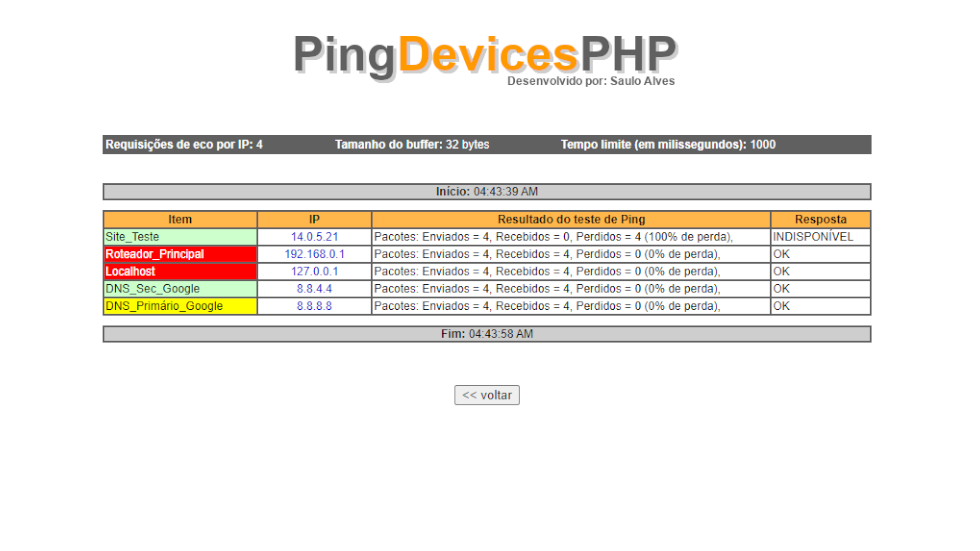 PingDevicesPHP
Desenvolvido por: Saulo Alves
Requisições de eco por IP: 4 Tamanho do buffer: 32 bytes Tempo limite (em milissegundos): 1000
Início: 04:43:39 AM
Item IP Resultado do teste de Ping Resposta
Site_Teste 14.0.5.21 Pacotes: Enviados = 4, Recebidos = 0, Perdidos = 4 (100% de perda), INDISPONÍVEL
Roteador_Principal 192.168.0.1 Pacotes: Enviados = 4, Recebidos = 4, Perdidos = 0 (0% de perda), OK
Localhost 127.0.0.1 Pacotes: Enviados = 4, Recebidos = 4, Perdidos = 0 (0% de perda), OK
DNS_Sec_Google 8.8.4.4 Pacotes: Enviados = 4, Recebidos = 4, Perdidos = 0 (0% de perda), OK
DNS_Primário_Google 8.8.8.8 Pacotes: Enviados = 4, Recebidos = 4, Perdidos = 0 (0% de perda), OK
Fim: 04:43:58 AM
<< voltar